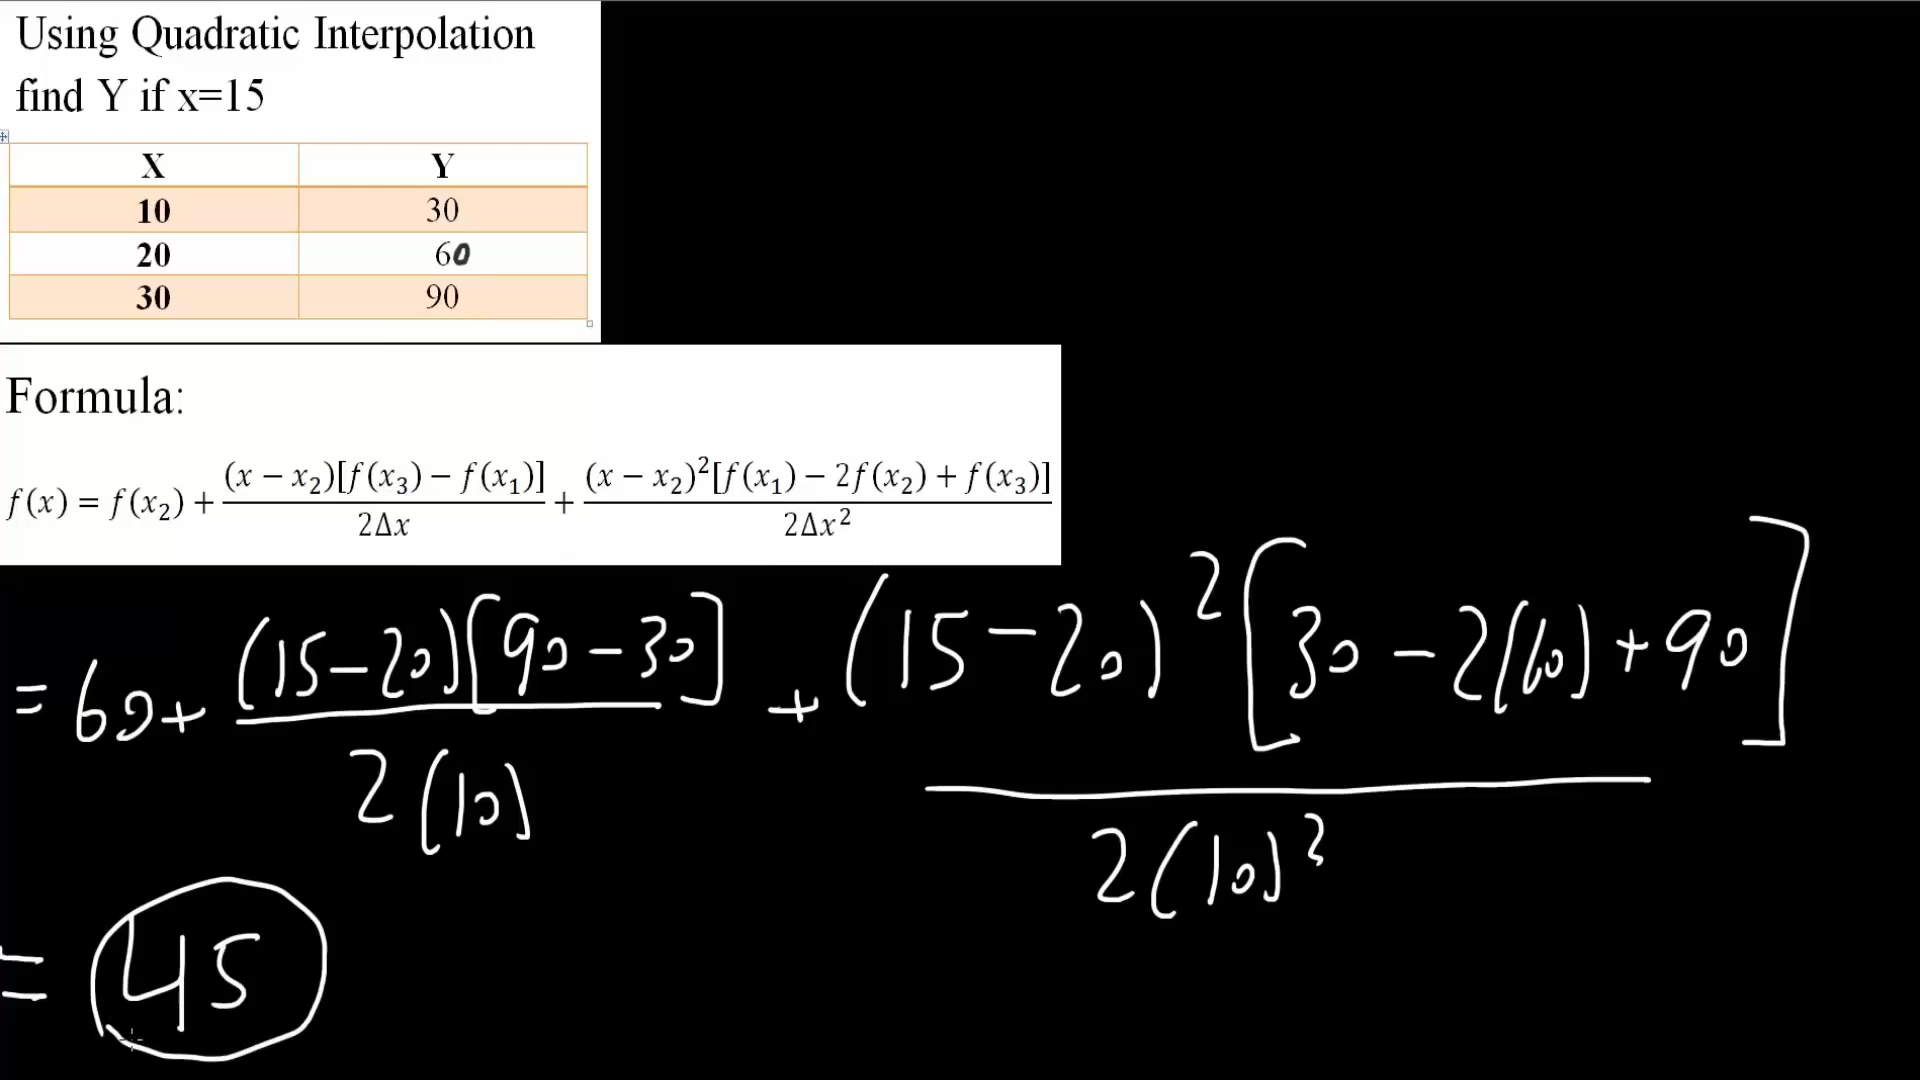 Using Quadratic Interpolation
find Y if x=15
X Y
10 30
20 60
30 90
Formula:
f(x) = f(x₂) + (x − x₂)[f(x₃) − f(x₁)] / 2Δx + (x − x₂)²[f(x₁) − 2f(x₂) + f(x₃)] / 2Δx²
= 60 + (15-20)[90-30] / 2(10) + (15-20)²[30-2(60)+90] / 2(10)²
= 45